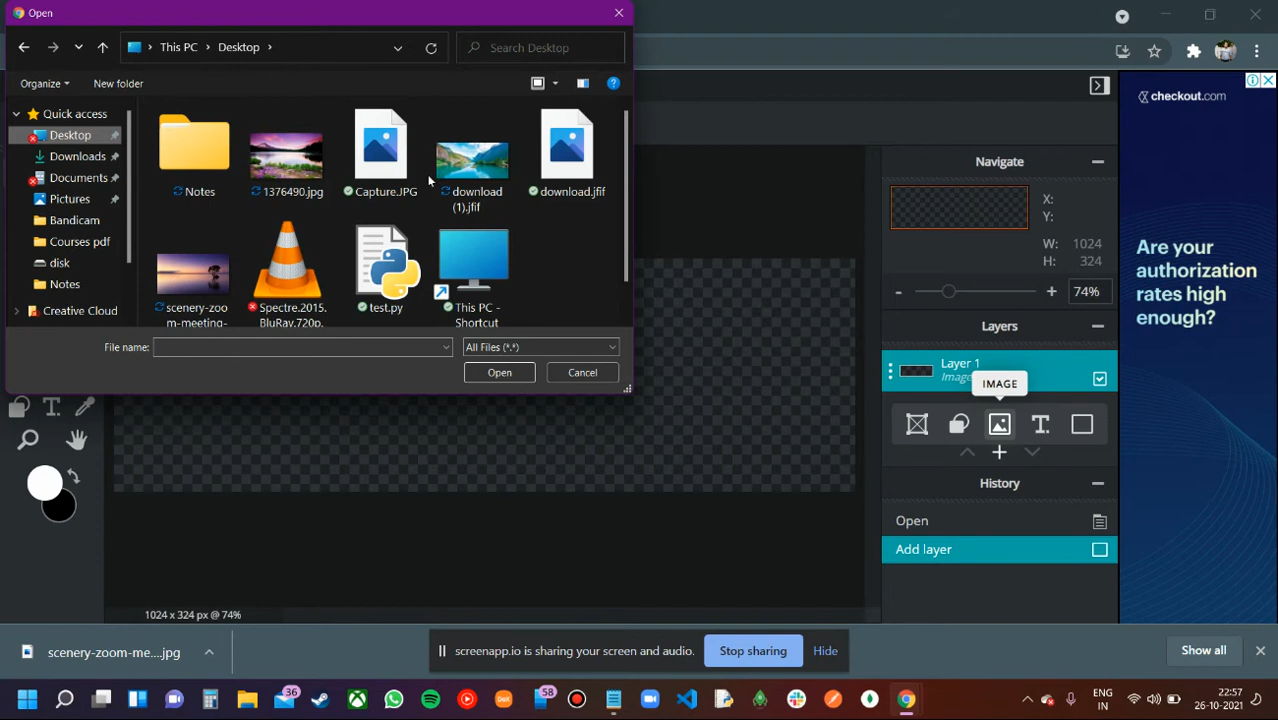 Open
This PC > Desktop >
Search Desktop
Organize
New folder
Quick access
Desktop
Downloads
Documents
Pictures
Bandicam
Courses pdf
disk
Notes
Creative Cloud
Notes
1376490.jpg
Capture.JPG
download
(1).jfif
download.jfif
scenery-zoo
m-meeting-
Spectre.2015.
BluRay.720p.
test.py
This PC -
Shortcut
File name:
All Files (*.*)
Open
Cancel
Navigate
X:
Y:
W: 1024
H: 324
74%
Layers
Layer 1
Image
IMAGE
T.
History
Open
Add layer
1024 x 324 px @ 74%
checkout.com
Are your
authorization
rates high
enough?
scenery-zoom-me....jpg
screenapp.io is sharing your screen and audio.
Stop sharing
Hide
Show all
36
58
ENG
IN
22:57
26-10-2021